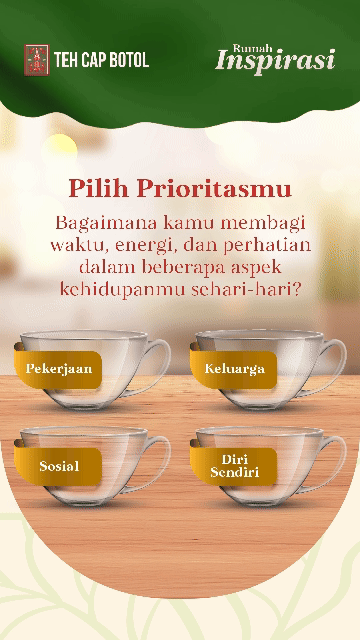 TEH CAP BOTOL
Rumah
Inspirasi
Pilih Prioritasmu
Bagaimana kamu membagi
waktu, energi, dan perhatian
dalam beberapa aspek
kehidupanmu sehari-hari?
Pekerjaan
Keluarga
Sosial
Diri
Sendiri